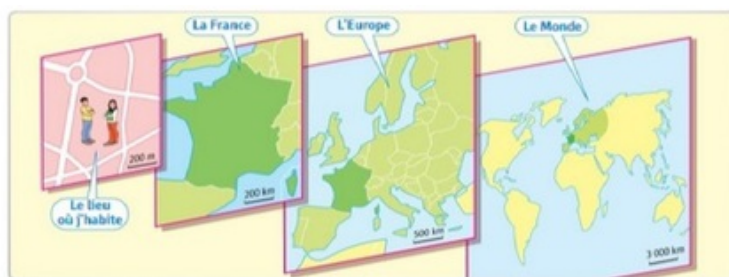 La France
L'Europe
Le Monde
200 m
Le lieu
où j'habite
200 km
500 km
3 000 km